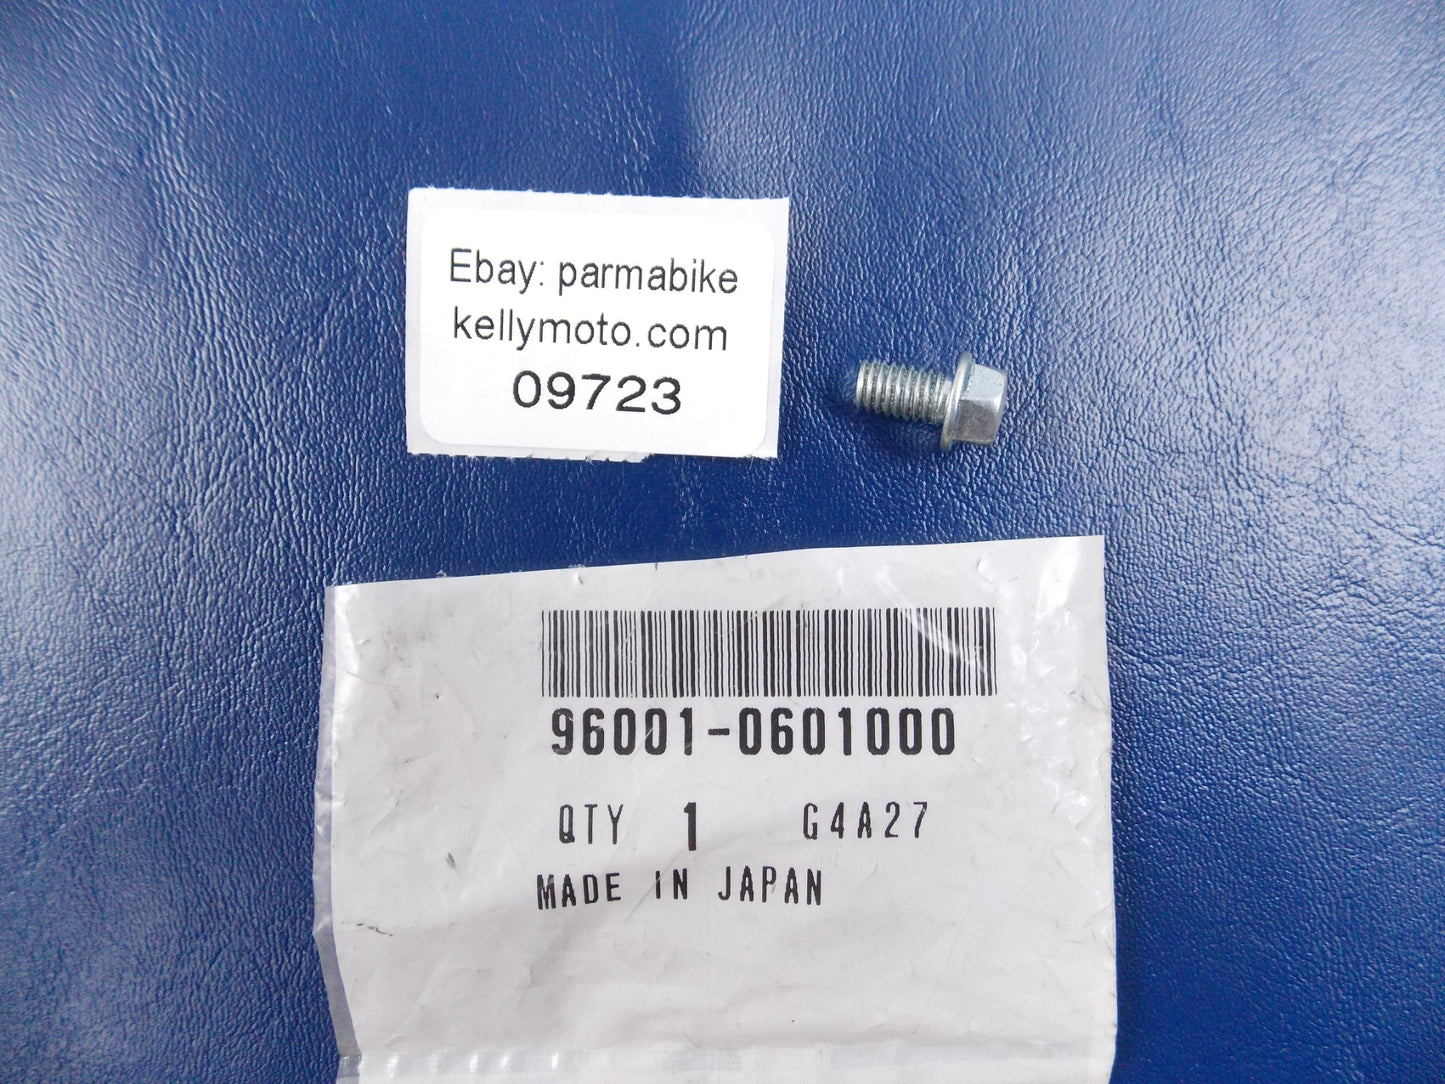 Ebay: parmabike
kellymoto.com
09723
96001-0601000
QTY 1 G4A27
MADE IN JAPAN